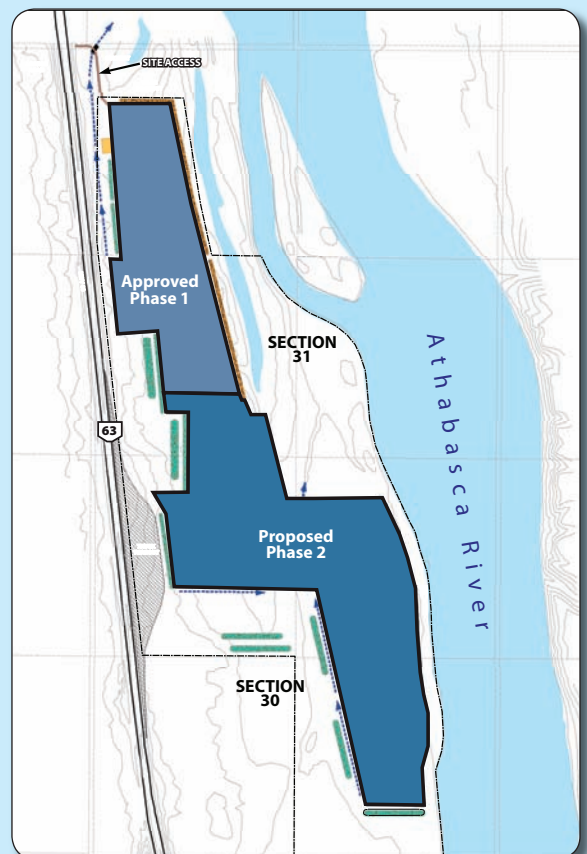 SITE ACCESS
Approved
Phase 1
SECTION
31
Athabasca River
63
Proposed
Phase 2
SECTION
30